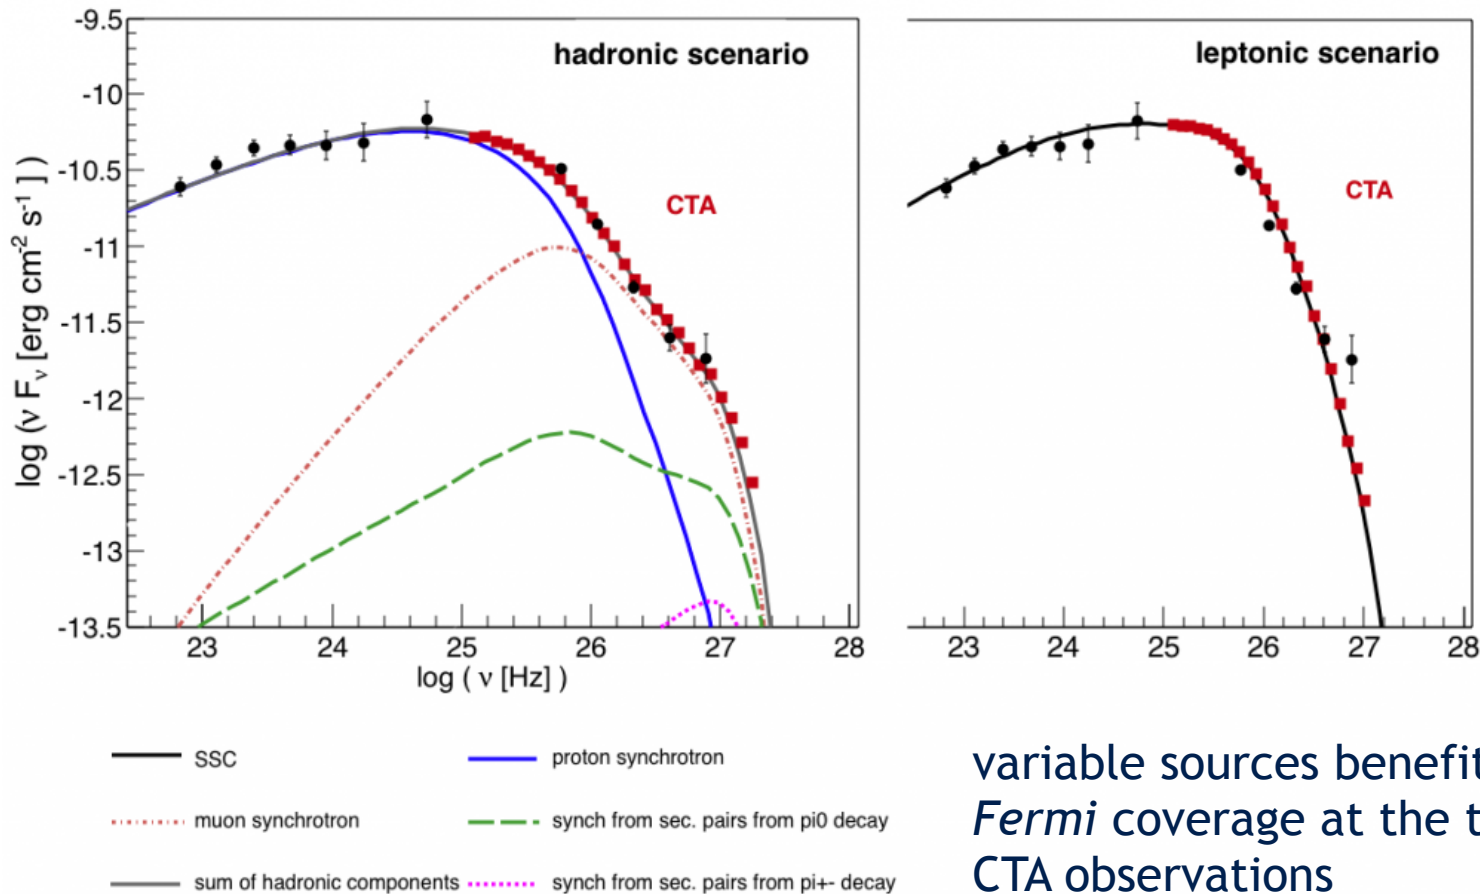 hadronic scenario
CTA
-9.5
-10
-10.5
-11
-11.5
-12
-12.5
-13
-13.5
log (ν Fν [erg cm-2 s-1 ] )
23 24 25 26 27 28
log ( ν [Hz] )
leptonic scenario
CTA
23 24 25 26 27 28
SSC
proton synchrotron
muon synchrotron
synch from sec. pairs from pi0 decay
sum of hadronic components
synch from sec. pairs from pi+- decay
variable sources benefit
Fermi coverage at the t
CTA observations